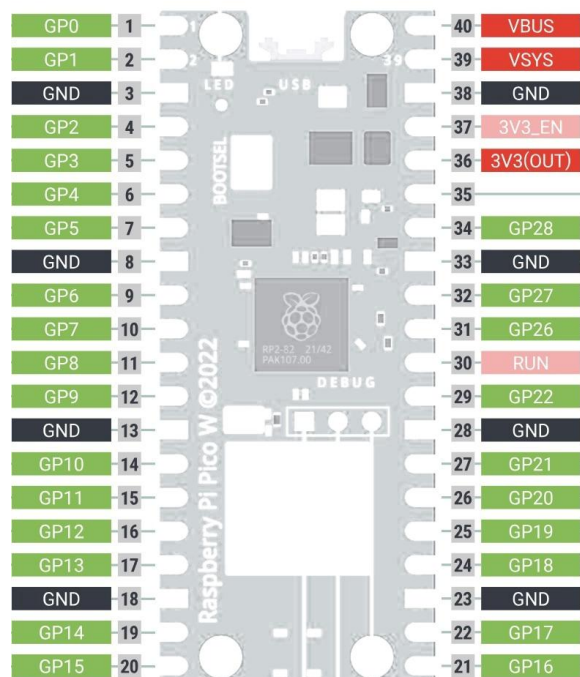 GP0 1
GP1 2
GND 3
GP2 4
GP3 5
GP4 6
GP5 7
GND 8
GP6 9
GP7 10
GP8 11
GP9 12
GND 13
GP10 14
GP11 15
GP12 16
GP13 17
GND 18
GP14 19
GP15 20
1
2
LED
USB
39
BOOTSEL
RP2-B2 21/42
PAK107.00
DEBUG
Raspberry Pi Pico W ©2022
40 VBUS
39 VSYS
38 GND
37 3V3_EN
36 3V3(OUT)
35
34 GP28
33 GND
32 GP27
31 GP26
30 RUN
29 GP22
28 GND
27 GP21
26 GP20
25 GP19
24 GP18
23 GND
22 GP17
21 GP16